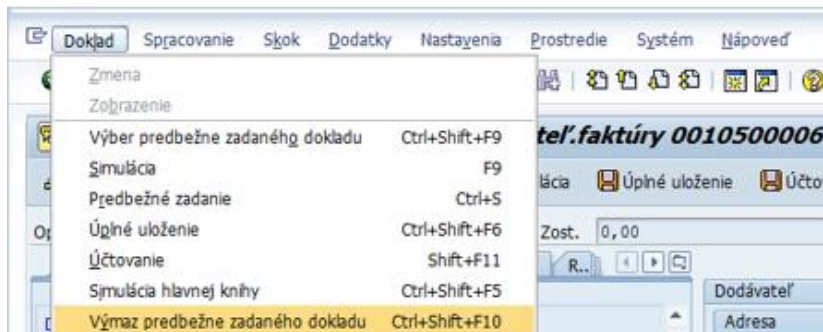 Doklad Spracovanie Skok Dodatky Nastavenia Prostredie Systém Nápoveď
Zmena
Zobrazenie
Výber predbežne zadaného dokladu Ctrl+Shift+F9
teľ.faktúry 0010500006
Simulácia F9
lácia Úplné uloženie Účto
Predbežné zadanie Ctrl+S
Úplné uloženie Ctrl+Shift+F6
Zost. 0,00
Účtovanie Shift+F11
R..
Simulácia hlavnej knihy Ctrl+Shift+F5
Dodávateľ
Výmaz predbežne zadaného dokladu Ctrl+Shift+F10
Adresa